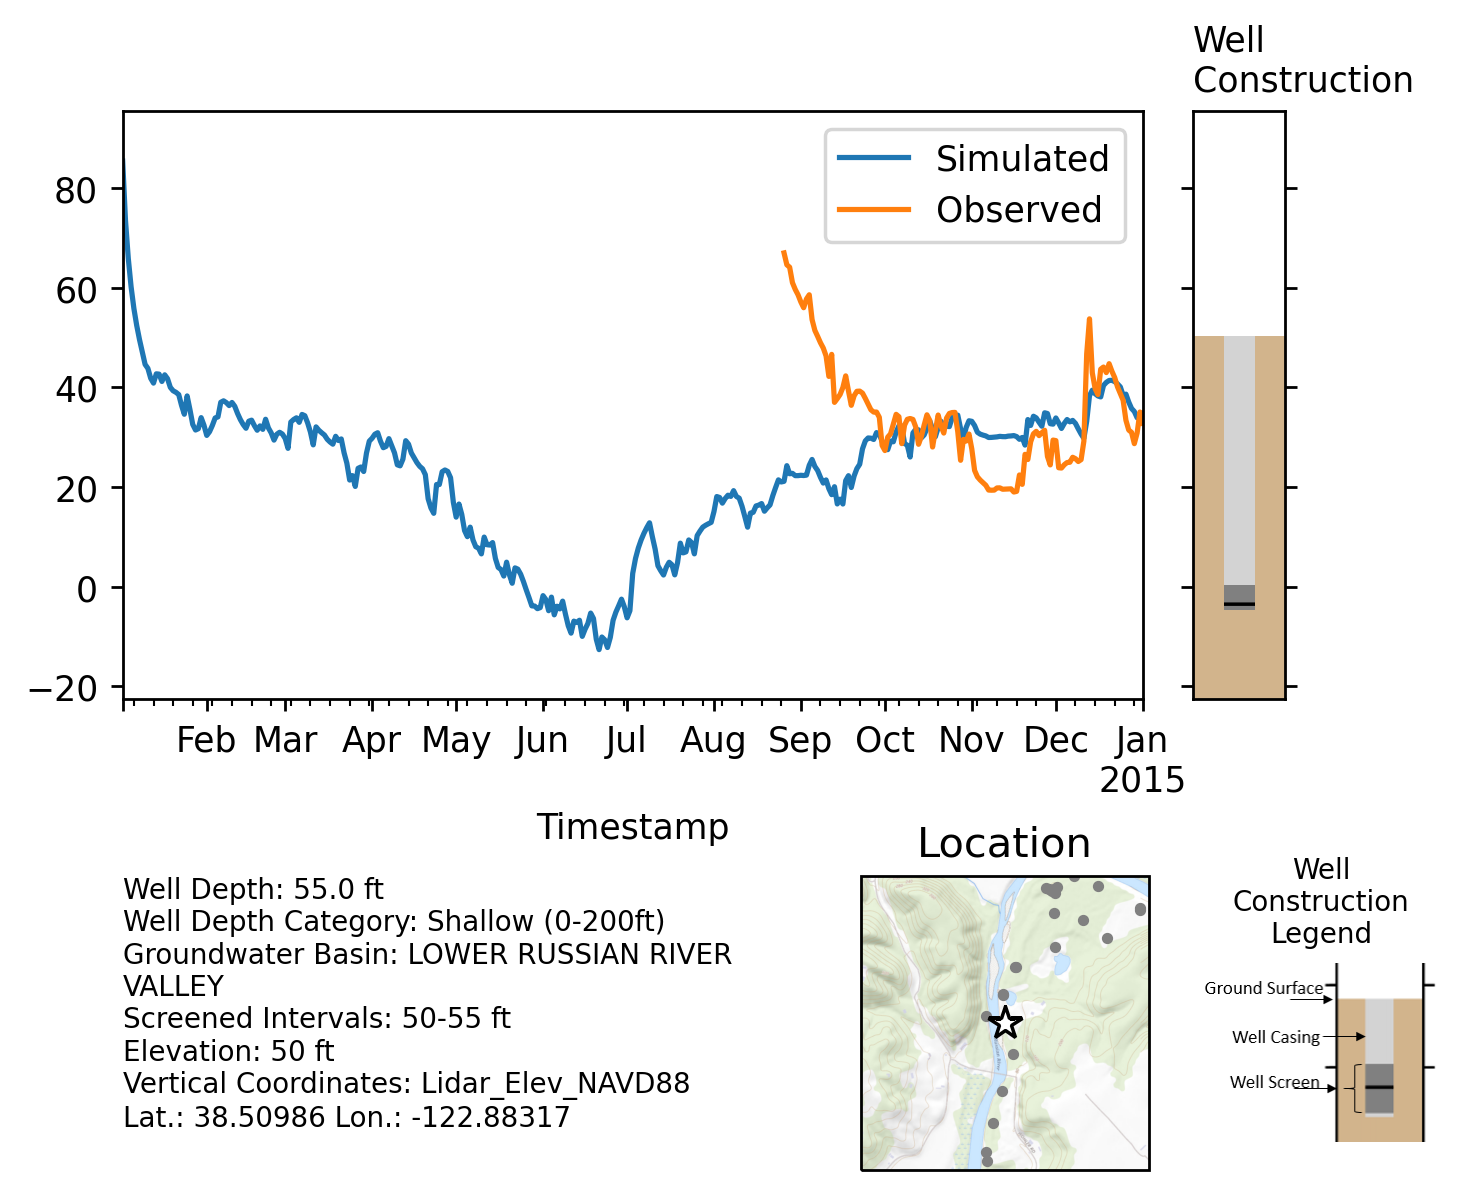 Well
Construction
Simulated
Observed
80
60
40
20
0
−20
Feb Mar Apr May Jun Jul Aug Sep Oct Nov Dec Jan
2015
Timestamp
Well Depth: 55.0 ft
Well Depth Category: Shallow (0-200ft)
Groundwater Basin: LOWER RUSSIAN RIVER
VALLEY
Screened Intervals: 50-55 ft
Elevation: 50 ft
Vertical Coordinates: Lidar_Elev_NAVD88
Lat.: 38.50986 Lon.: -122.88317
Location
Well
Construction
Legend
Ground Surface
Well Casing
Well Screen